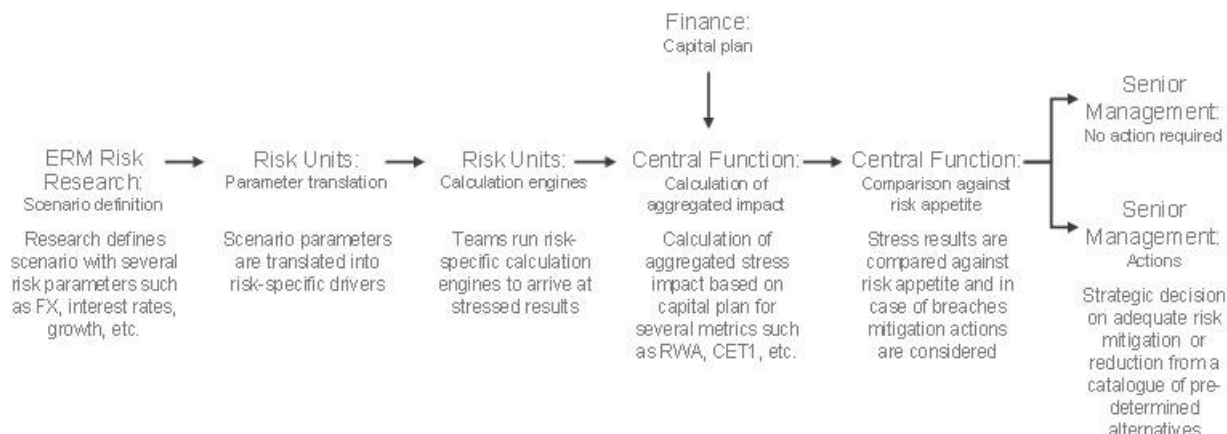 Finance:
Capital plan
ERM Risk
Research:
Scenario definition
Research defines
scenario with several
risk parameters such
as FX, interest rates,
growth, etc.
Risk Units:
Parameter translation
Scenario parameters
are translated into
risk-specific drivers
Risk Units:
Calculation engines
Teams run risk-
specific calculation
engines to arrive at
stressed results
Central Function:
Calculation of
aggregated impact
Calculation of
aggregated stress
impact based on
capital plan for
several metrics such
as RWA, CET1, etc.
Central Function:
Comparison against
risk appetite
Stress results are
compared against
risk appetite and in
case of breaches
mitigation actions
are considered
Senior
Management:
No action required
Senior
Management:
Actions
Strategic decision
on adequate risk
mitigation or
reduction from a
catalogue of pre-
determined
alternatives